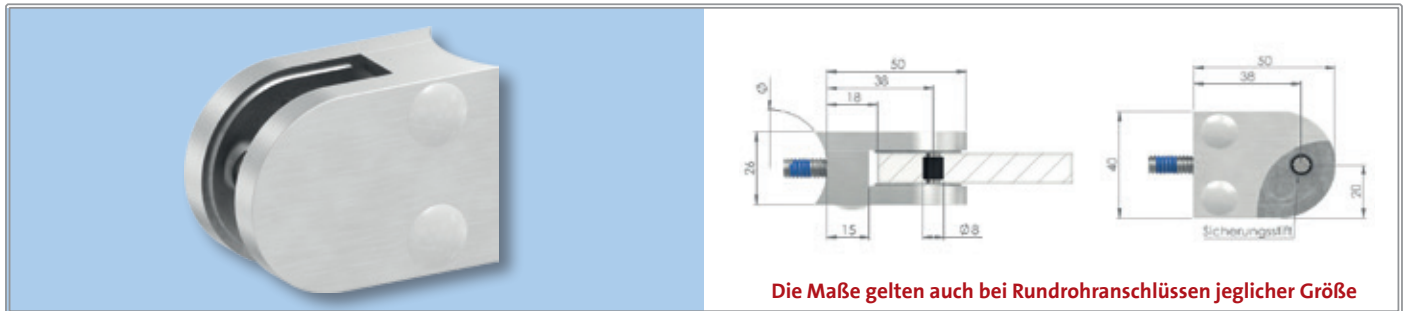 50
38
18
Ø
26
15
Ø8
50
38
40
20
Sicherungsstift
Die Maße gelten auch bei Rundrohranschlüssen jeglicher Größe